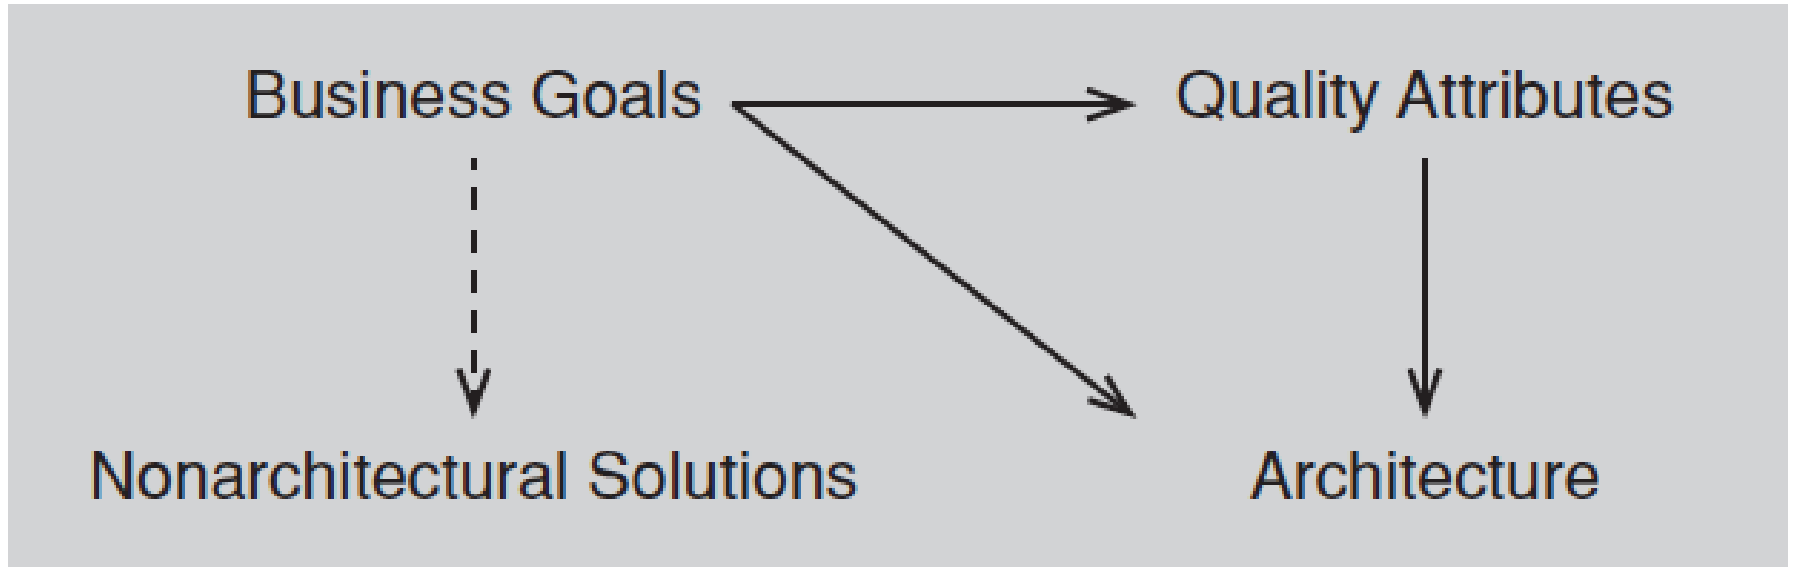 Business Goals
Quality Attributes
Nonarchitectural Solutions
Architecture